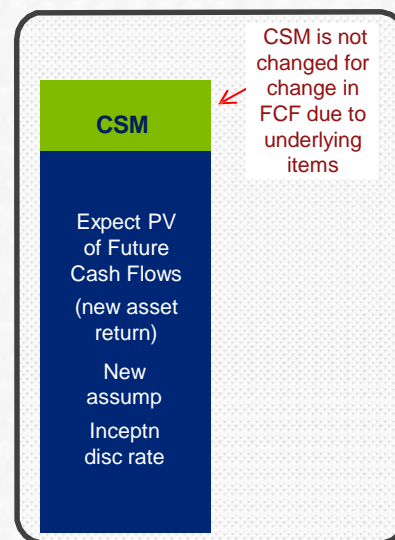 CSM is not
changed for
change in
FCF due to
underlying
items
CSM
Expect PV
of Future
Cash Flows
(new asset
return)
New
assump
Inceptn
disc rate